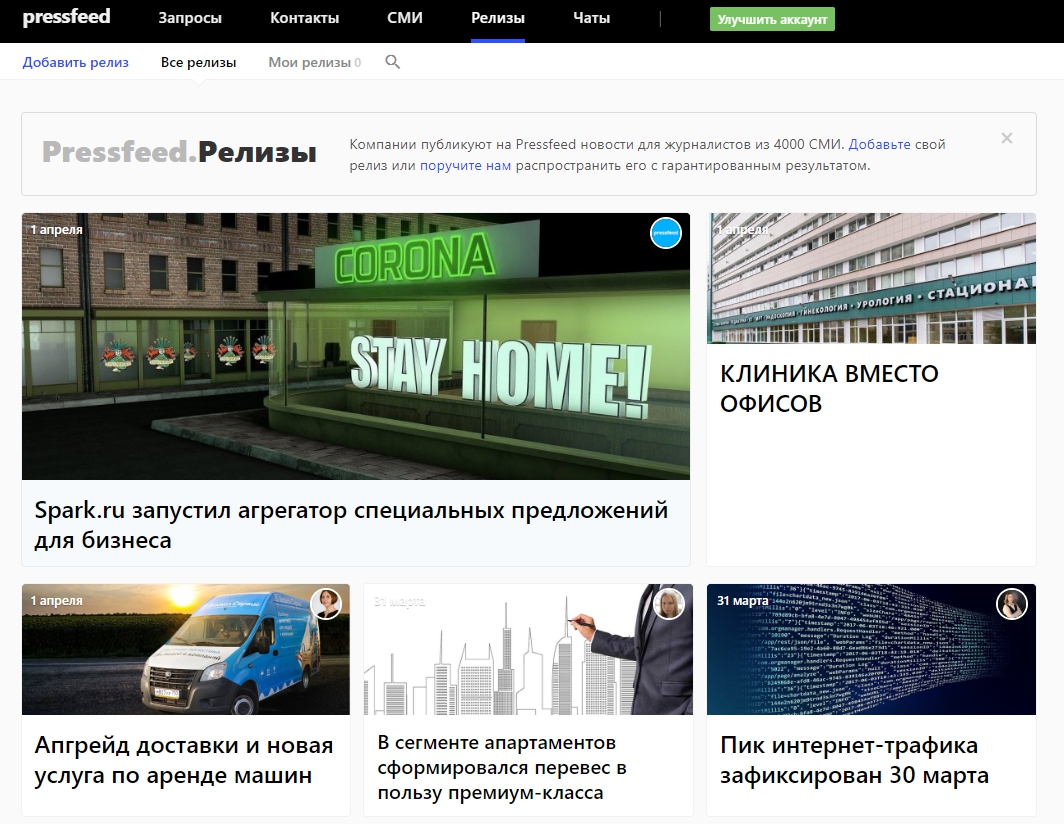 pressfeed
Запросы
Контакты
СМИ
Релизы
Чаты
Улучшить аккаунт
Добавить релиз
Все релизы
Мои релизы 0
Pressfeed.Релизы
Компании публикуют на Pressfeed новости для журналистов из 4000 СМИ. Добавьте свой
релиз или поручите нам распространить его с гарантированным результатом.
1 апреля
pressfeed
CORONA
STAY HOME!
Spark.ru запустил агрегатор специальных предложений
для бизнеса
1 апреля
ГИНЕКОЛОГИЯ • УРОЛОГИЯ • СТАЦИОНА
КЛИНИКА ВМЕСТО
ОФИСОВ
1 апреля
Апгрейд доставки и новая
услуга по аренде машин
31 марта
В сегменте апартаментов
сформировался перевес в
пользу премиум-класса
31 марта
Пик интернет-трафика
зафиксирован 30 марта